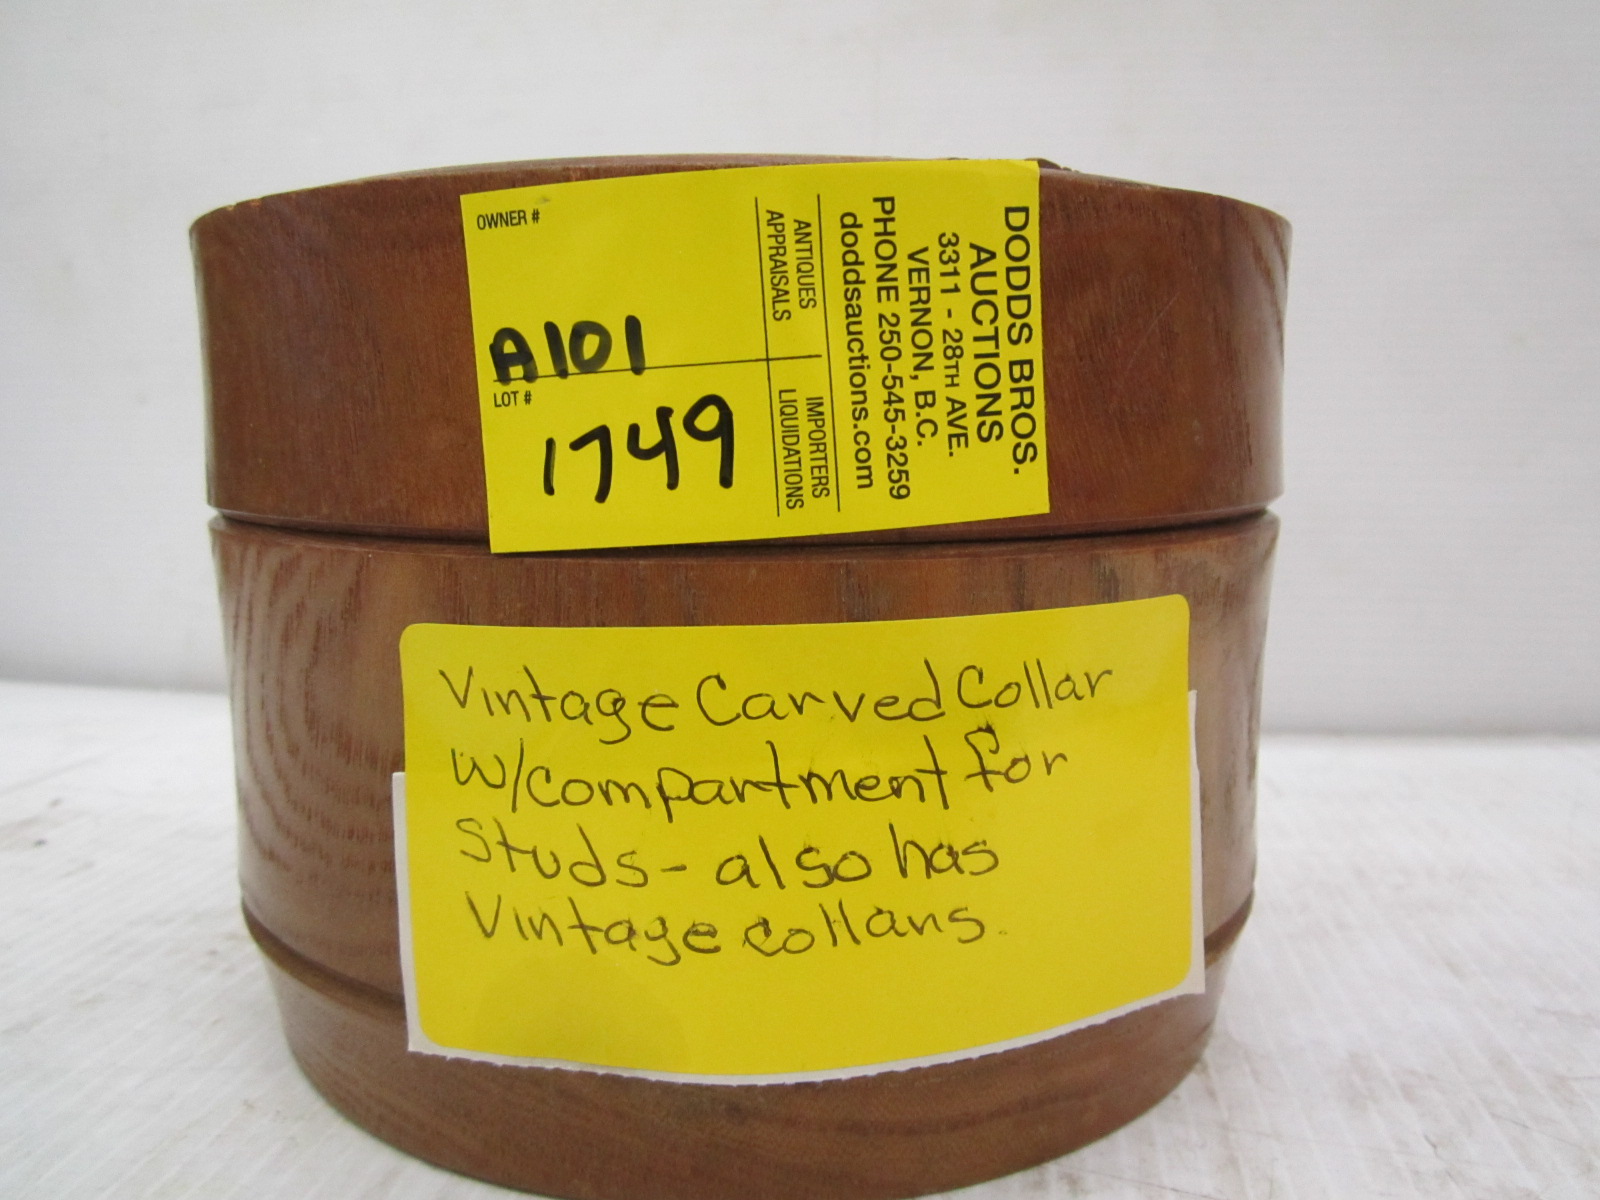 OWNER #
A101
LOT #
1749
ANTIQUES
APPRAISALS
IMPORTERS
LIQUIDATIONS
DODDS BROS.
AUCTIONS
3311 - 28TH AVE.
VERNON, B.C.
PHONE 250-545-3259
doddsauctions.com
Vintage Carved Collar
w/compartment for
studs - also has
Vintage collars.